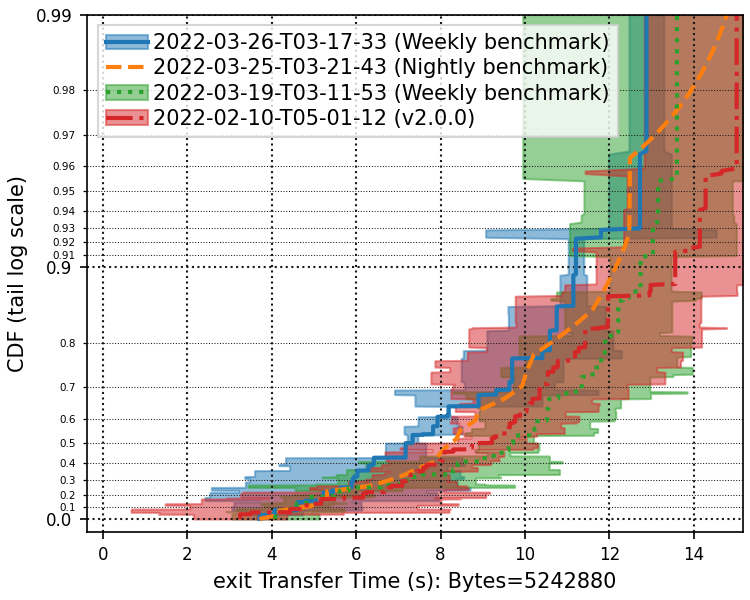 0.99
2022-03-26-T03-17-33 (Weekly benchmark)
2022-03-25-T03-21-43 (Nightly benchmark)
2022-03-19-T03-11-53 (Weekly benchmark)
2022-02-10-T05-01-12 (v2.0.0)
0.98
0.97
0.96
0.95
0.94
0.93
0.92
0.91
0.9
0.8
0.7
0.6
0.5
0.4
0.3
0.2
0.1
0.0
CDF (tail log scale)
0 2 4 6 8 10 12 14
exit Transfer Time (s): Bytes=5242880